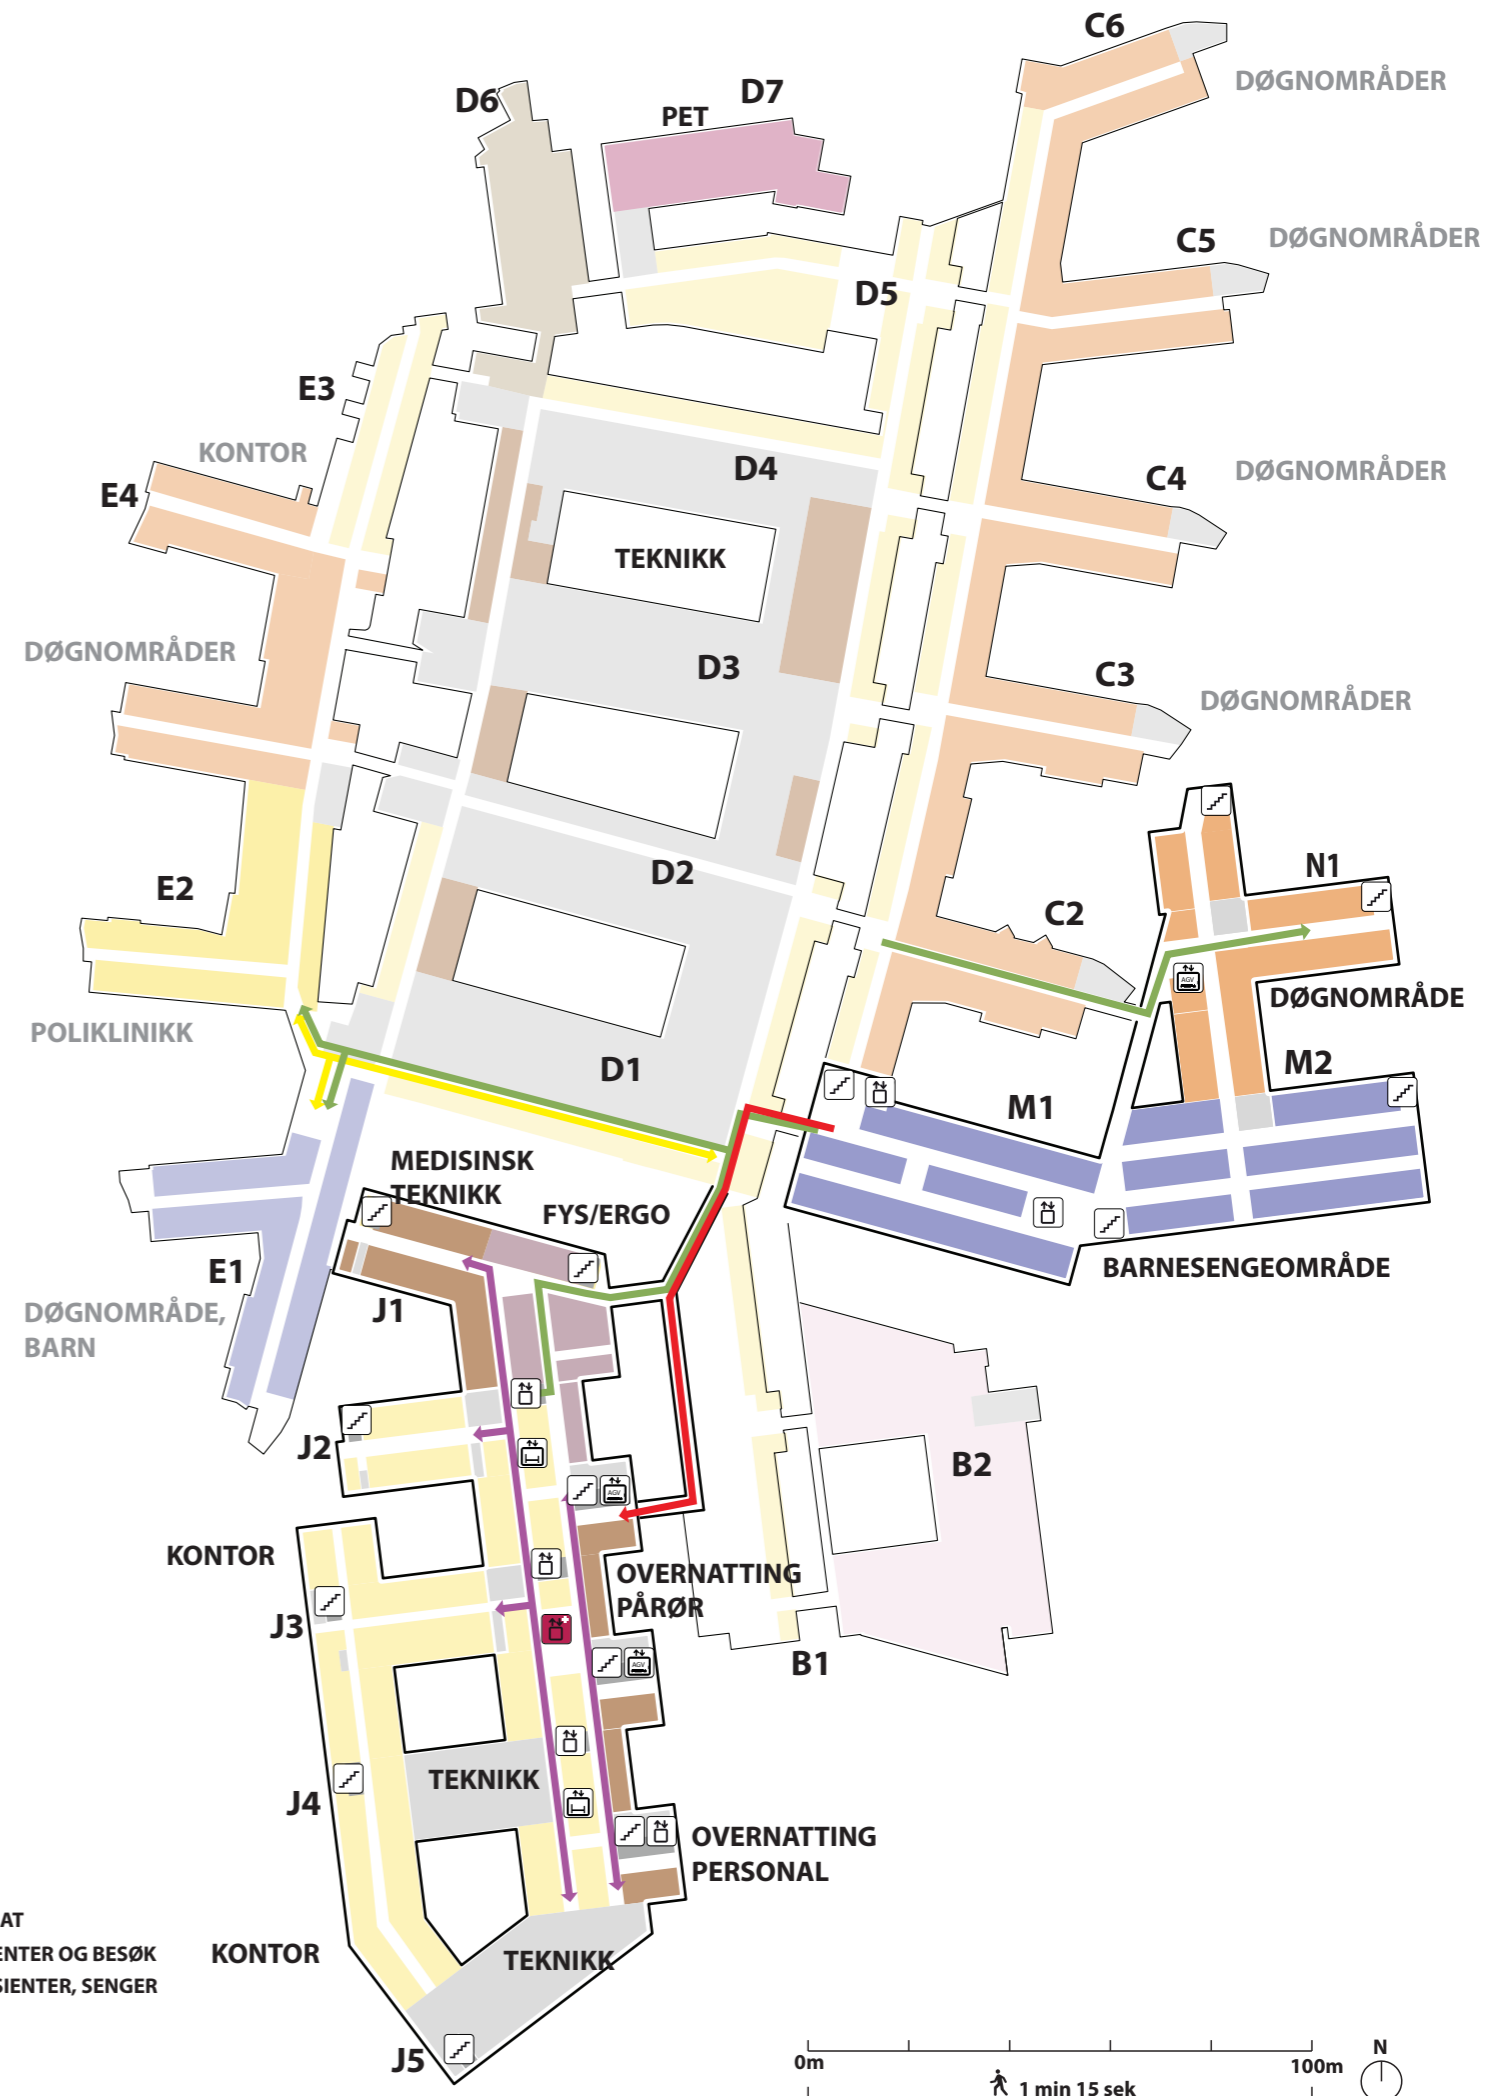 C6
DØGNOMRÅDER
D6
D7
PET
C5
DØGNOMRÅDER
D5
E3
KONTOR
D4
C4
DØGNOMRÅDER
E4
TEKNIKK
DØGNOMRÅDER
D3
C3
DØGNOMRÅDER
E2
D2
N1
C2
DØGNOMRÅDE
AGV
POLIKLINIKK
D1
M2
M1
MEDISINSK
TEKNIKK
FYS/ERGO
E1
BARNESENGEOMRÅDE
DØGNOMRÅDE,
BARN
J1
J2
B2
AGV
KONTOR
OVERNATTING
PÅRØR
J3
B1
AGV
TEKNIKK
J4
OVERNATTING
PERSONAL
AT
ENTER OG BESØK
SIENTER, SENGER
KONTOR
TEKNIKK
J5
0m
100m
N
1 min 15 sek